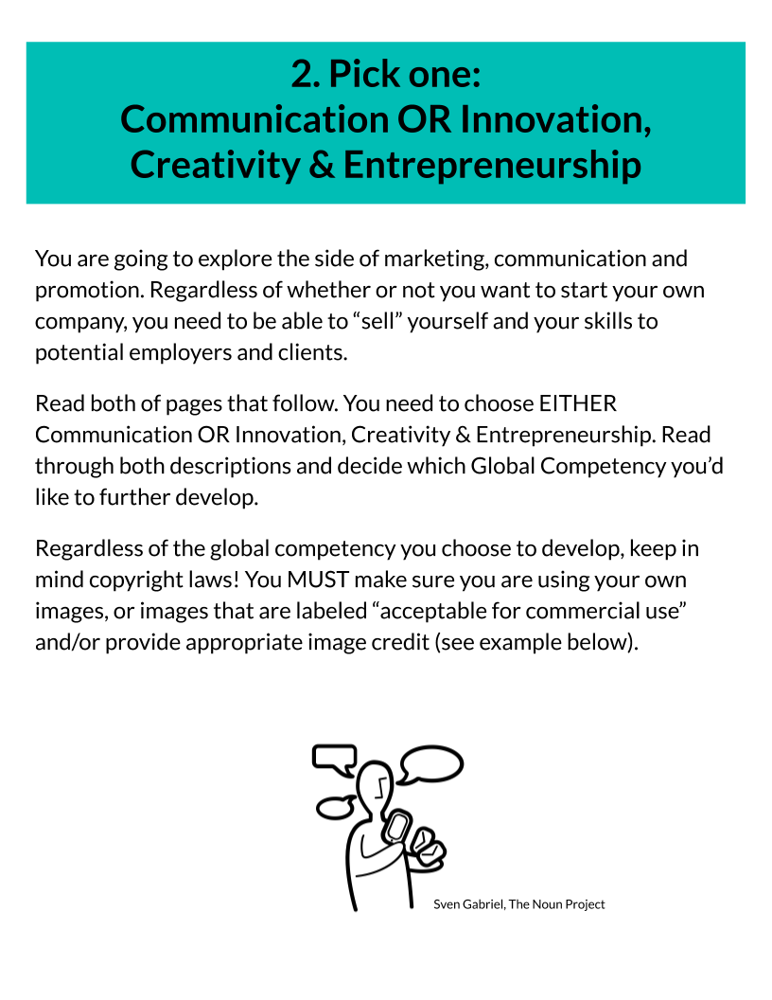 2. Pick one:
Communication OR Innovation,
Creativity & Entrepreneurship
You are going to explore the side of marketing, communication and
promotion. Regardless of whether or not you want to start your own
company, you need to be able to “sell” yourself and your skills to
potential employers and clients.
Read both of pages that follow. You need to choose EITHER
Communication OR Innovation, Creativity & Entrepreneurship. Read
through both descriptions and decide which Global Competency you’d
like to further develop.
Regardless of the global competency you choose to develop, keep in
mind copyright laws! You MUST make sure you are using your own
images, or images that are labeled “acceptable for commercial use”
and/or provide appropriate image credit (see example below).
Sven Gabriel, The Noun Project